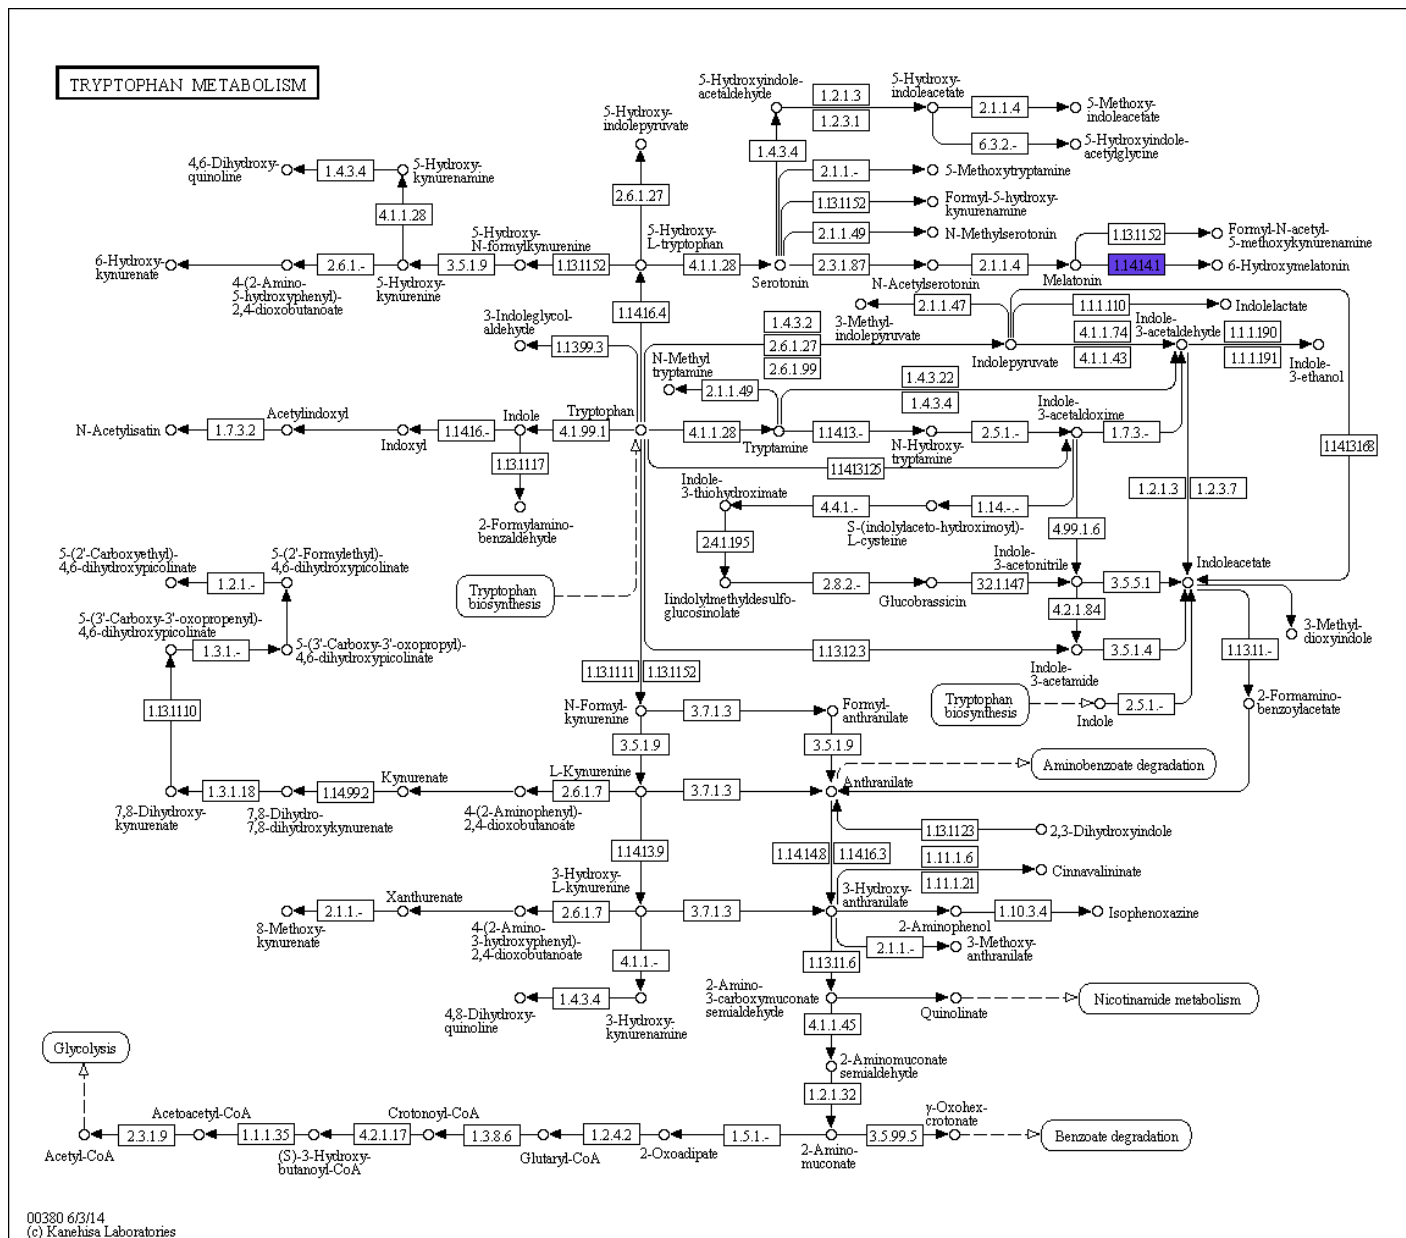 TRYPTOPHAN METABOLISM
5-Hydroxyindole-
acetaldehyde
1.2.1.3
1.2.3.1
5-Hydroxy-
indoleacetate
2.1.1.4
5-Methoxy-
indoleacetate
6.3.2.-
5-Hydroxyindole-
acetylglycine
5-Hydroxy-
indolepyruvate
1.4.3.4
4,6-Dihydroxy-
quinoline
1.4.3.4
5-Hydroxy-
kynurenamine
2.1.1.-
5-Methoxytryptamine
2.6.1.27
1.13.11.52
Formyl-5-hydroxy-
kynurenamine
4.1.1.28
2.1.1.49
N-Methylserotonin
5-Hydroxy-
N-formylkynurenine
5-Hydroxy-
L-tryptophan
1.13.11.52
Formyl-N-acetyl-
5-methoxykynurenamine
6-Hydroxy-
kynurenate
2.6.1.-
3.5.1.9
1.13.11.52
4.1.1.28
2.3.1.87
2.1.1.4
1.14.14.1
6-Hydroxymelatonin
4-(2-Amino-
5-hydroxyphenyl)-
2,4-dioxobutanoate
5-Hydroxy-
kynurenine
Serotonin
N-Acetylserotonin
Melatonin
1.14.16.4
3-Indoleglycol
aldehyde
1.13.99.3
1.4.3.2
2.6.1.27
2.6.1.99
3-Methyl-
indolepyruvate
2.1.1.47
1.1.1.110
Indolelactate
4.1.1.74
4.1.1.43
Indole-
3-acetaldehyde
1.1.1.190
1.1.1.191
Indolepyruvate
Indole-
3-ethanol
N-Methyl
tryptamine
2.1.1.49
1.4.3.22
1.4.3.4
N-Acetylisatin
1.7.3.2
Acetylindoxyl
Indoxyl
1.14.16.-
Indole
4.1.99.1
Tryptophan
4.1.1.28
Tryptamine
1.14.13.-
N-Hydroxy-
tryptamine
2.5.1.-
Indole-
3-acetaldoxime
1.7.3.-
1.14.13.168
1.13.11.17
1.14.13.125
2-Formylamino-
benzaldehyde
Indole-
3-thiohydroximate
4.4.1.-
S-(indolylaceto-hydroximoyl)-
L-cysteine
1.14.-.-
1.2.1.3
1.2.3.7
2.4.1.195
4.99.1.6
5-(2'-Carboxyethyl)-
4,6-dihydroxypicolinate
1.2.1.-
5-(2'-Formylethyl)-
4,6-dihydroxypicolinate
Tryptophan
biosynthesis
Iindolylmethyldesulfo-
glucosinolate
2.8.2.-
Glucobrassicin
3.2.1.147
Indole-
3-acetonitrile
3.5.5.1
Indoleacetate
4.2.1.84
5-(3'-Carboxy-3'-oxopropenyl)-
4,6-dihydroxypicolinate
1.3.1.-
5-(3'-Carboxy-3'-oxopropyl)-
4,6-dihydroxypicolinate
3-Methyl-
dioxyindole
1.13.12.3
Indole-
3-acetamide
3.5.1.4
1.13.11.-
1.13.11.11
1.13.11.52
1.13.11.10
Tryptophan
biosynthesis
Indole
2.5.1.-
2-Formamino-
benzoylacetate
N-Formyl-
kynurenine
3.7.1.3
Formyl-
anthranilate
3.5.1.9
3.5.1.9
Aminobenzoate degradation
7,8-Dihydroxy-
kynurenate
1.3.1.18
7,8-Dihydro-
7,8-dihydroxykynurenate
1.14.99.2
Kynurenate
4-(2-Aminophenyl)-
2,4-dioxobutanoate
2.6.1.7
L-Kynurenine
3.7.1.3
Anthranilate
1.13.11.23
2,3-Dihydroxyindole
1.14.13.9
1.14.14.8
1.14.16.3
1.11.1.6
1.11.1.21
Cinnavalininate
3-Hydroxy-
L-kynurenine
3-Hydroxy-
anthranilate
2.1.1.-
8-Methoxy-
kynurenate
Xanthurenate
2.6.1.7
4-(2-Amino-
3-hydroxyphenyl)-
2,4-dioxobutanoate
3.7.1.3
2-Aminophenol
1.10.3.4
Isophenoxazine
2.1.1.-
3-Methoxy-
anthranilate
4.1.1.-
1.13.11.6
4,8-Dihydroxy-
quinoline
1.4.3.4
3-Hydroxy-
kynurenamine
2-Amino-
3-carboxymuconate
semialdehyde
Quinolinate
Nicotinamide metabolism
4.1.1.45
Glycolysis
2-Aminomuconate
semialdehyde
1.2.1.32
Acetyl-CoA
2.3.1.9
Acetoacetyl-CoA
1.1.1.35
(S)-3-Hydroxy-
butanoyl-CoA
4.2.1.17
Crotonoyl-CoA
1.3.8.6
Glutaryl-CoA
1.2.4.2
2-Oxoadipate
1.5.1.-
2-Amino-
muconate
3.5.99.5
γ-Oxohex-
crotonate
Benzoate degradation
00380 6/3/14
(c) Kanehisa Laboratories